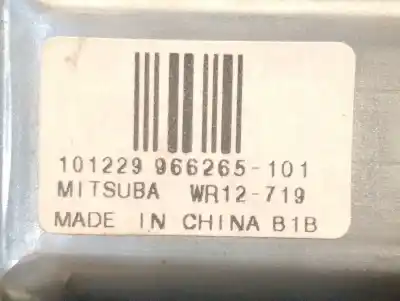 101229 966265-101
MITSUBA WR12-719
MADE IN CHINA B1B